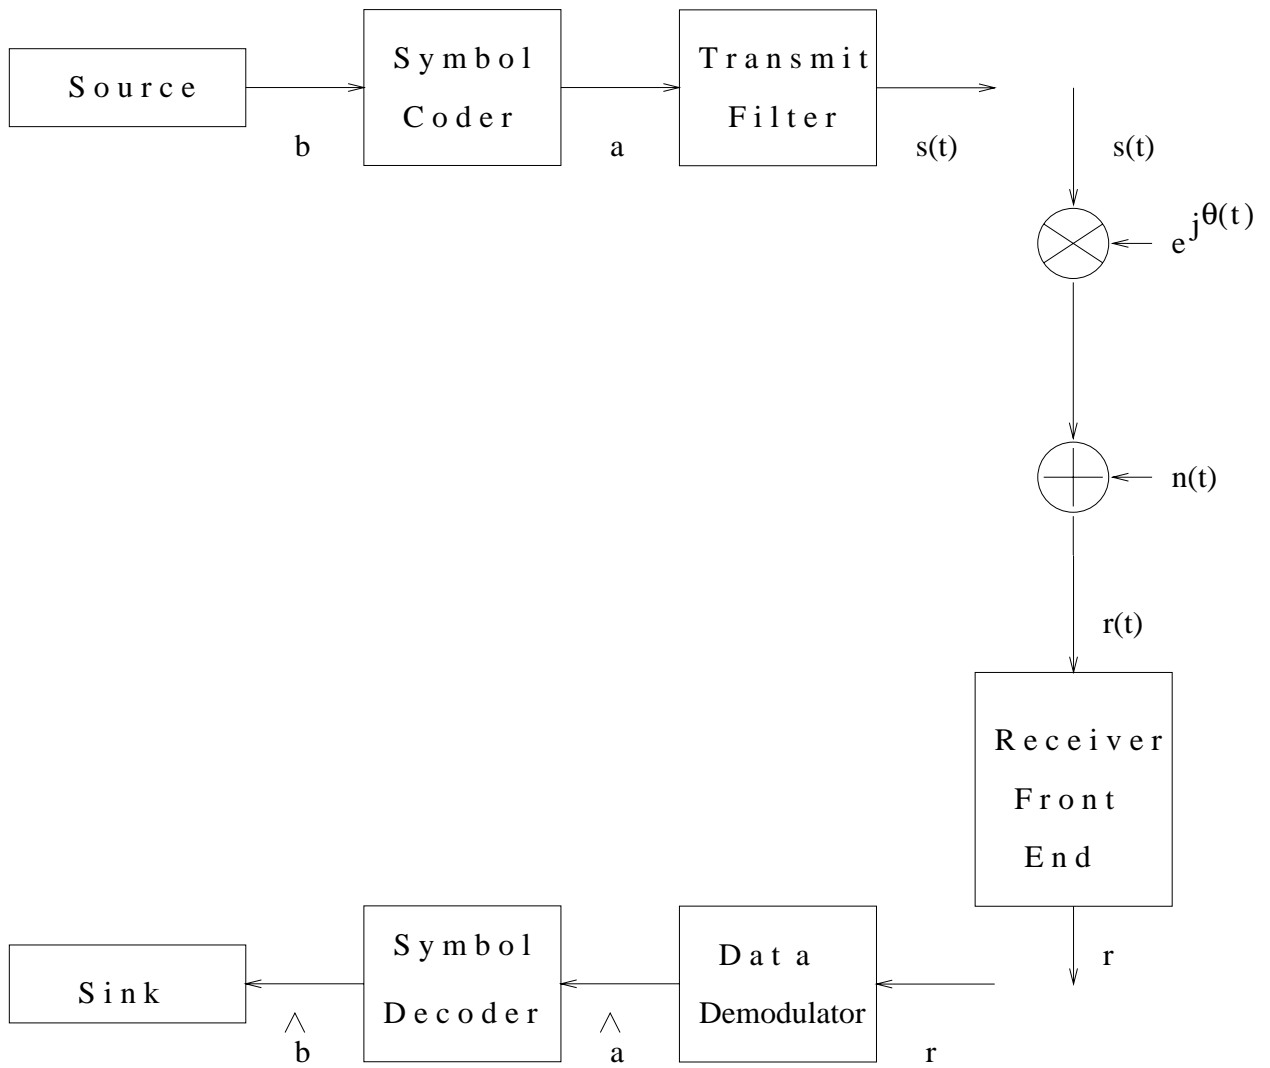 Source
Symbol
Coder
Transmit
Filter
b
a
s(t)
s(t)
e^{jθ(t)}
n(t)
r(t)
Receiver
Front
End
r
Sink
Symbol
Decoder
Data
Demodulator
b̂
â
r